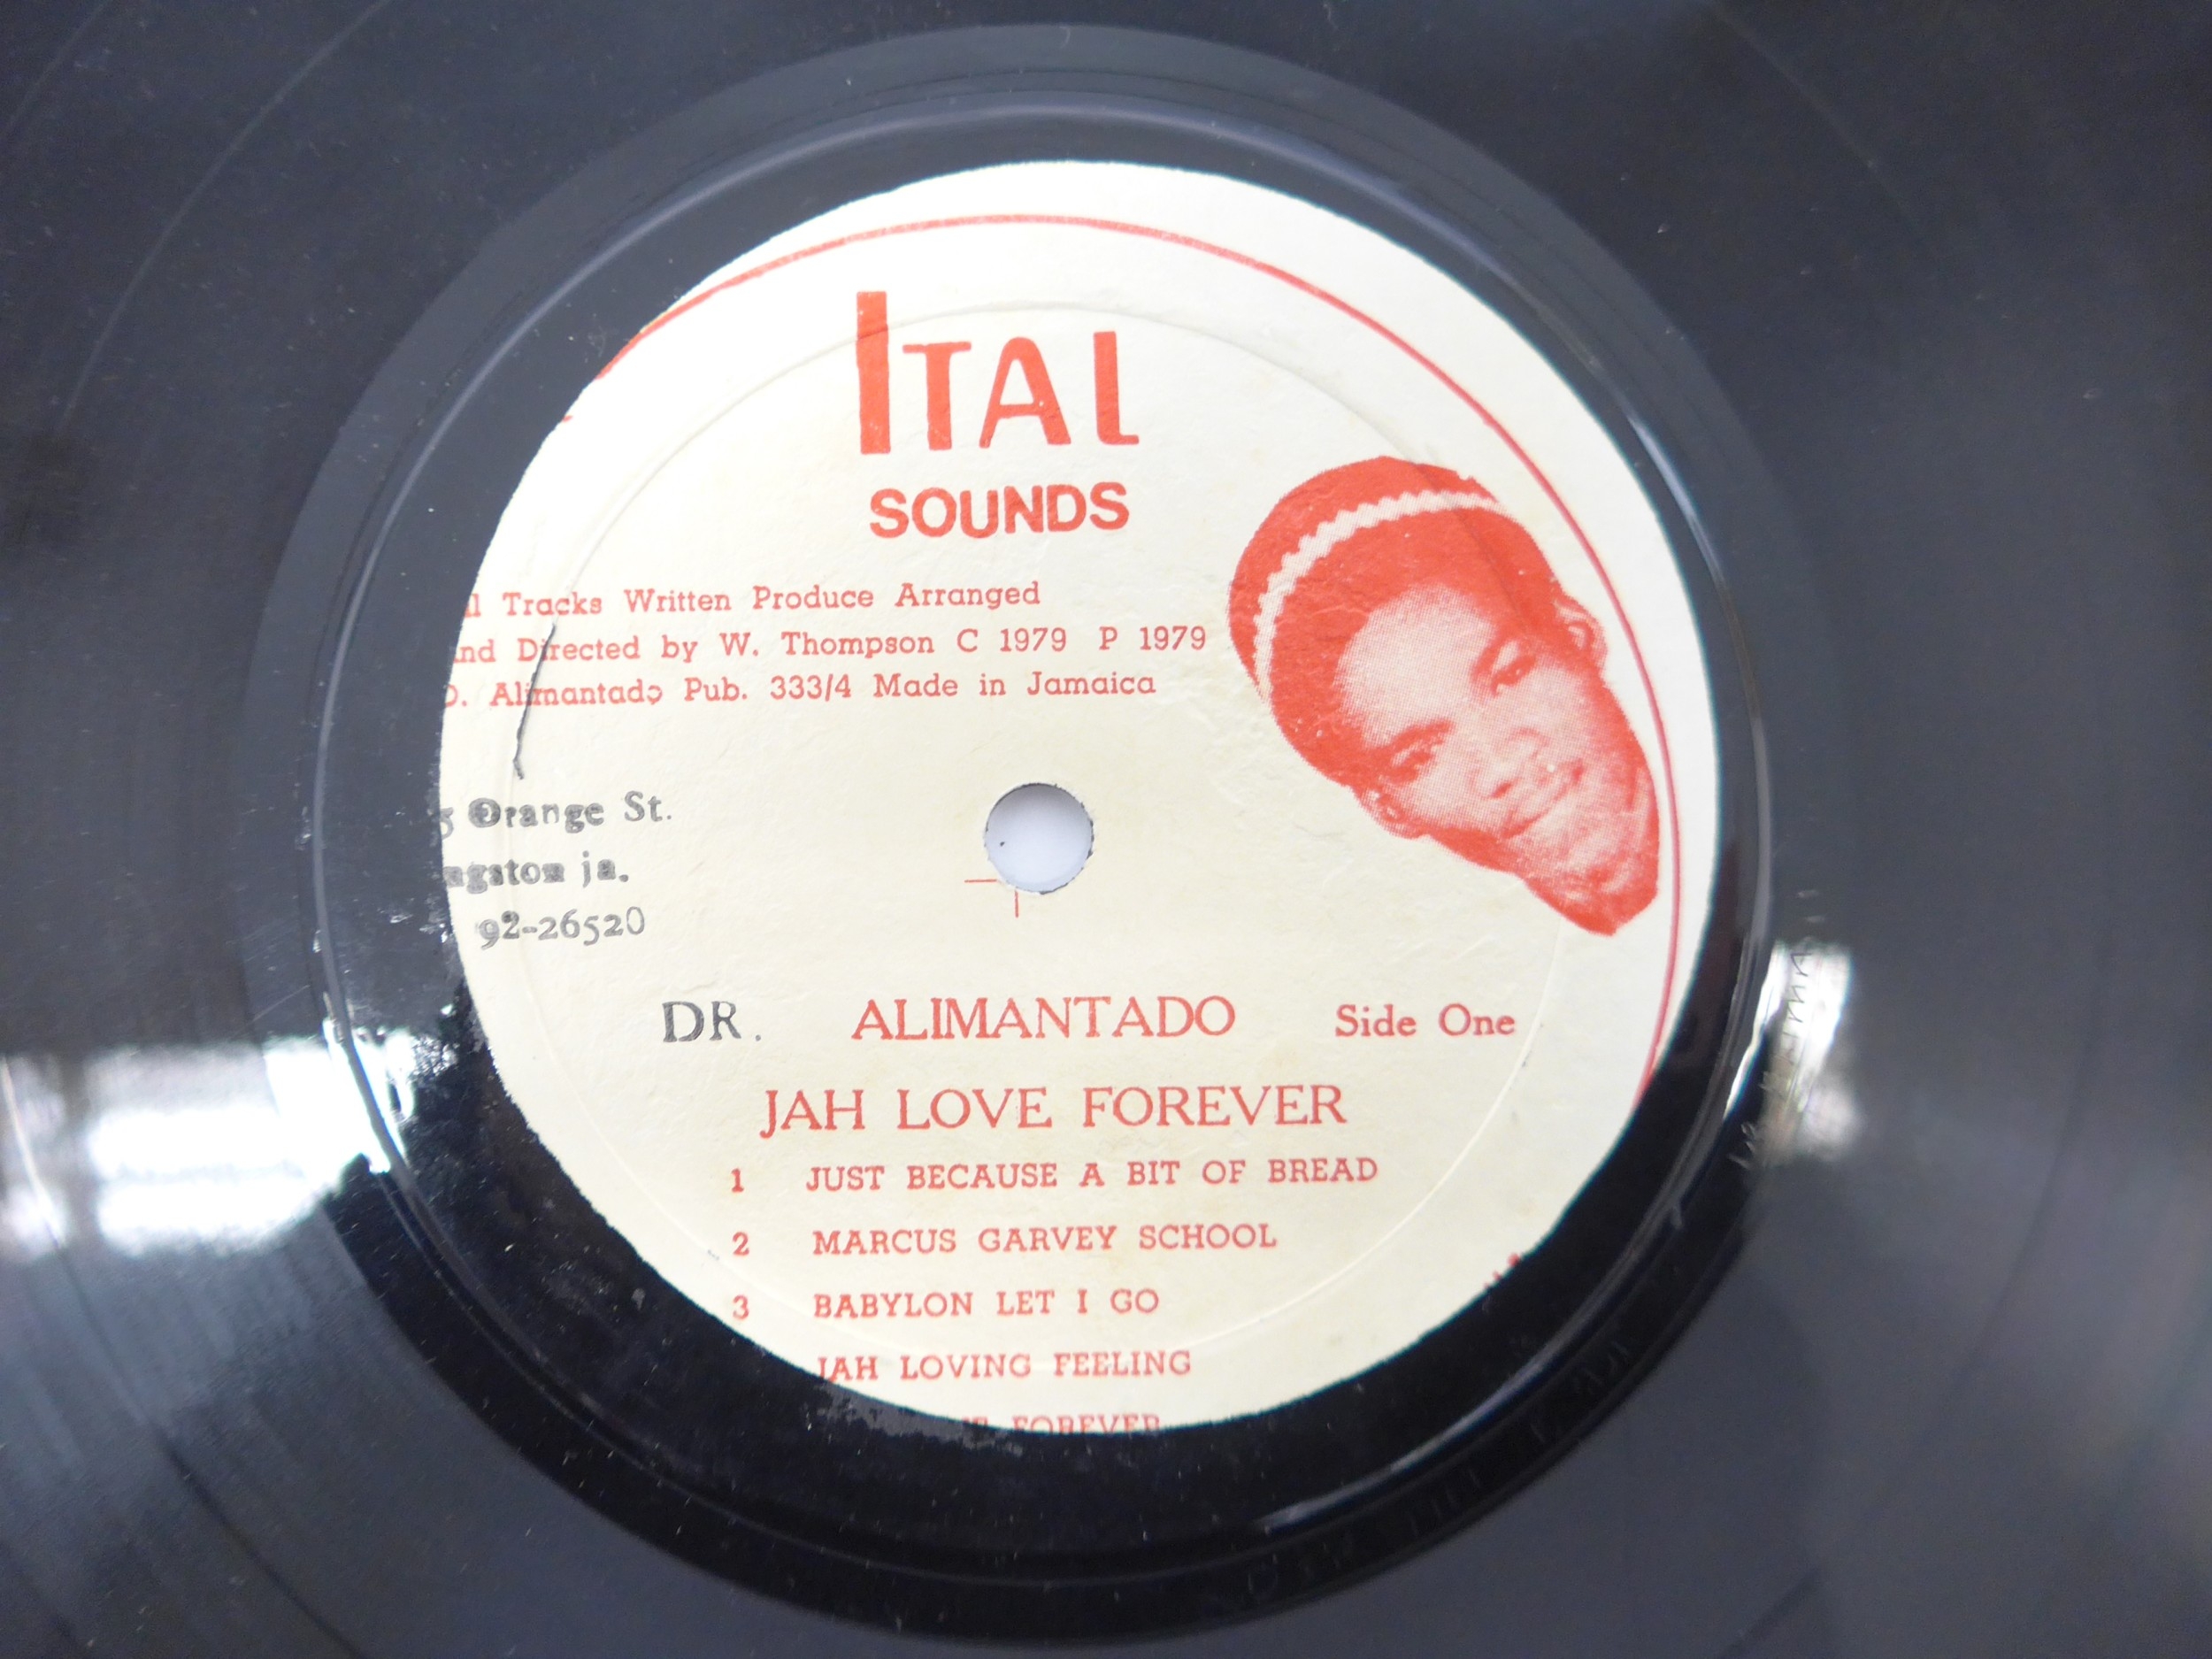 ITAL
SOUNDS
Tracks Written Produce Arranged
Directed by W. Thompson C 1979 P 1979
Alimantado Pub. 333/4 Made in Jamaica
Orange St.
ja.
92-26520
DR. ALIMANTADO Side One
JAH LOVE FOREVER
1 JUST BECAUSE A BIT OF BREAD
2 MARCUS GARVEY SCHOOL
3 BABYLON LET I GO
JAH LOVING FEELING
FOREVER